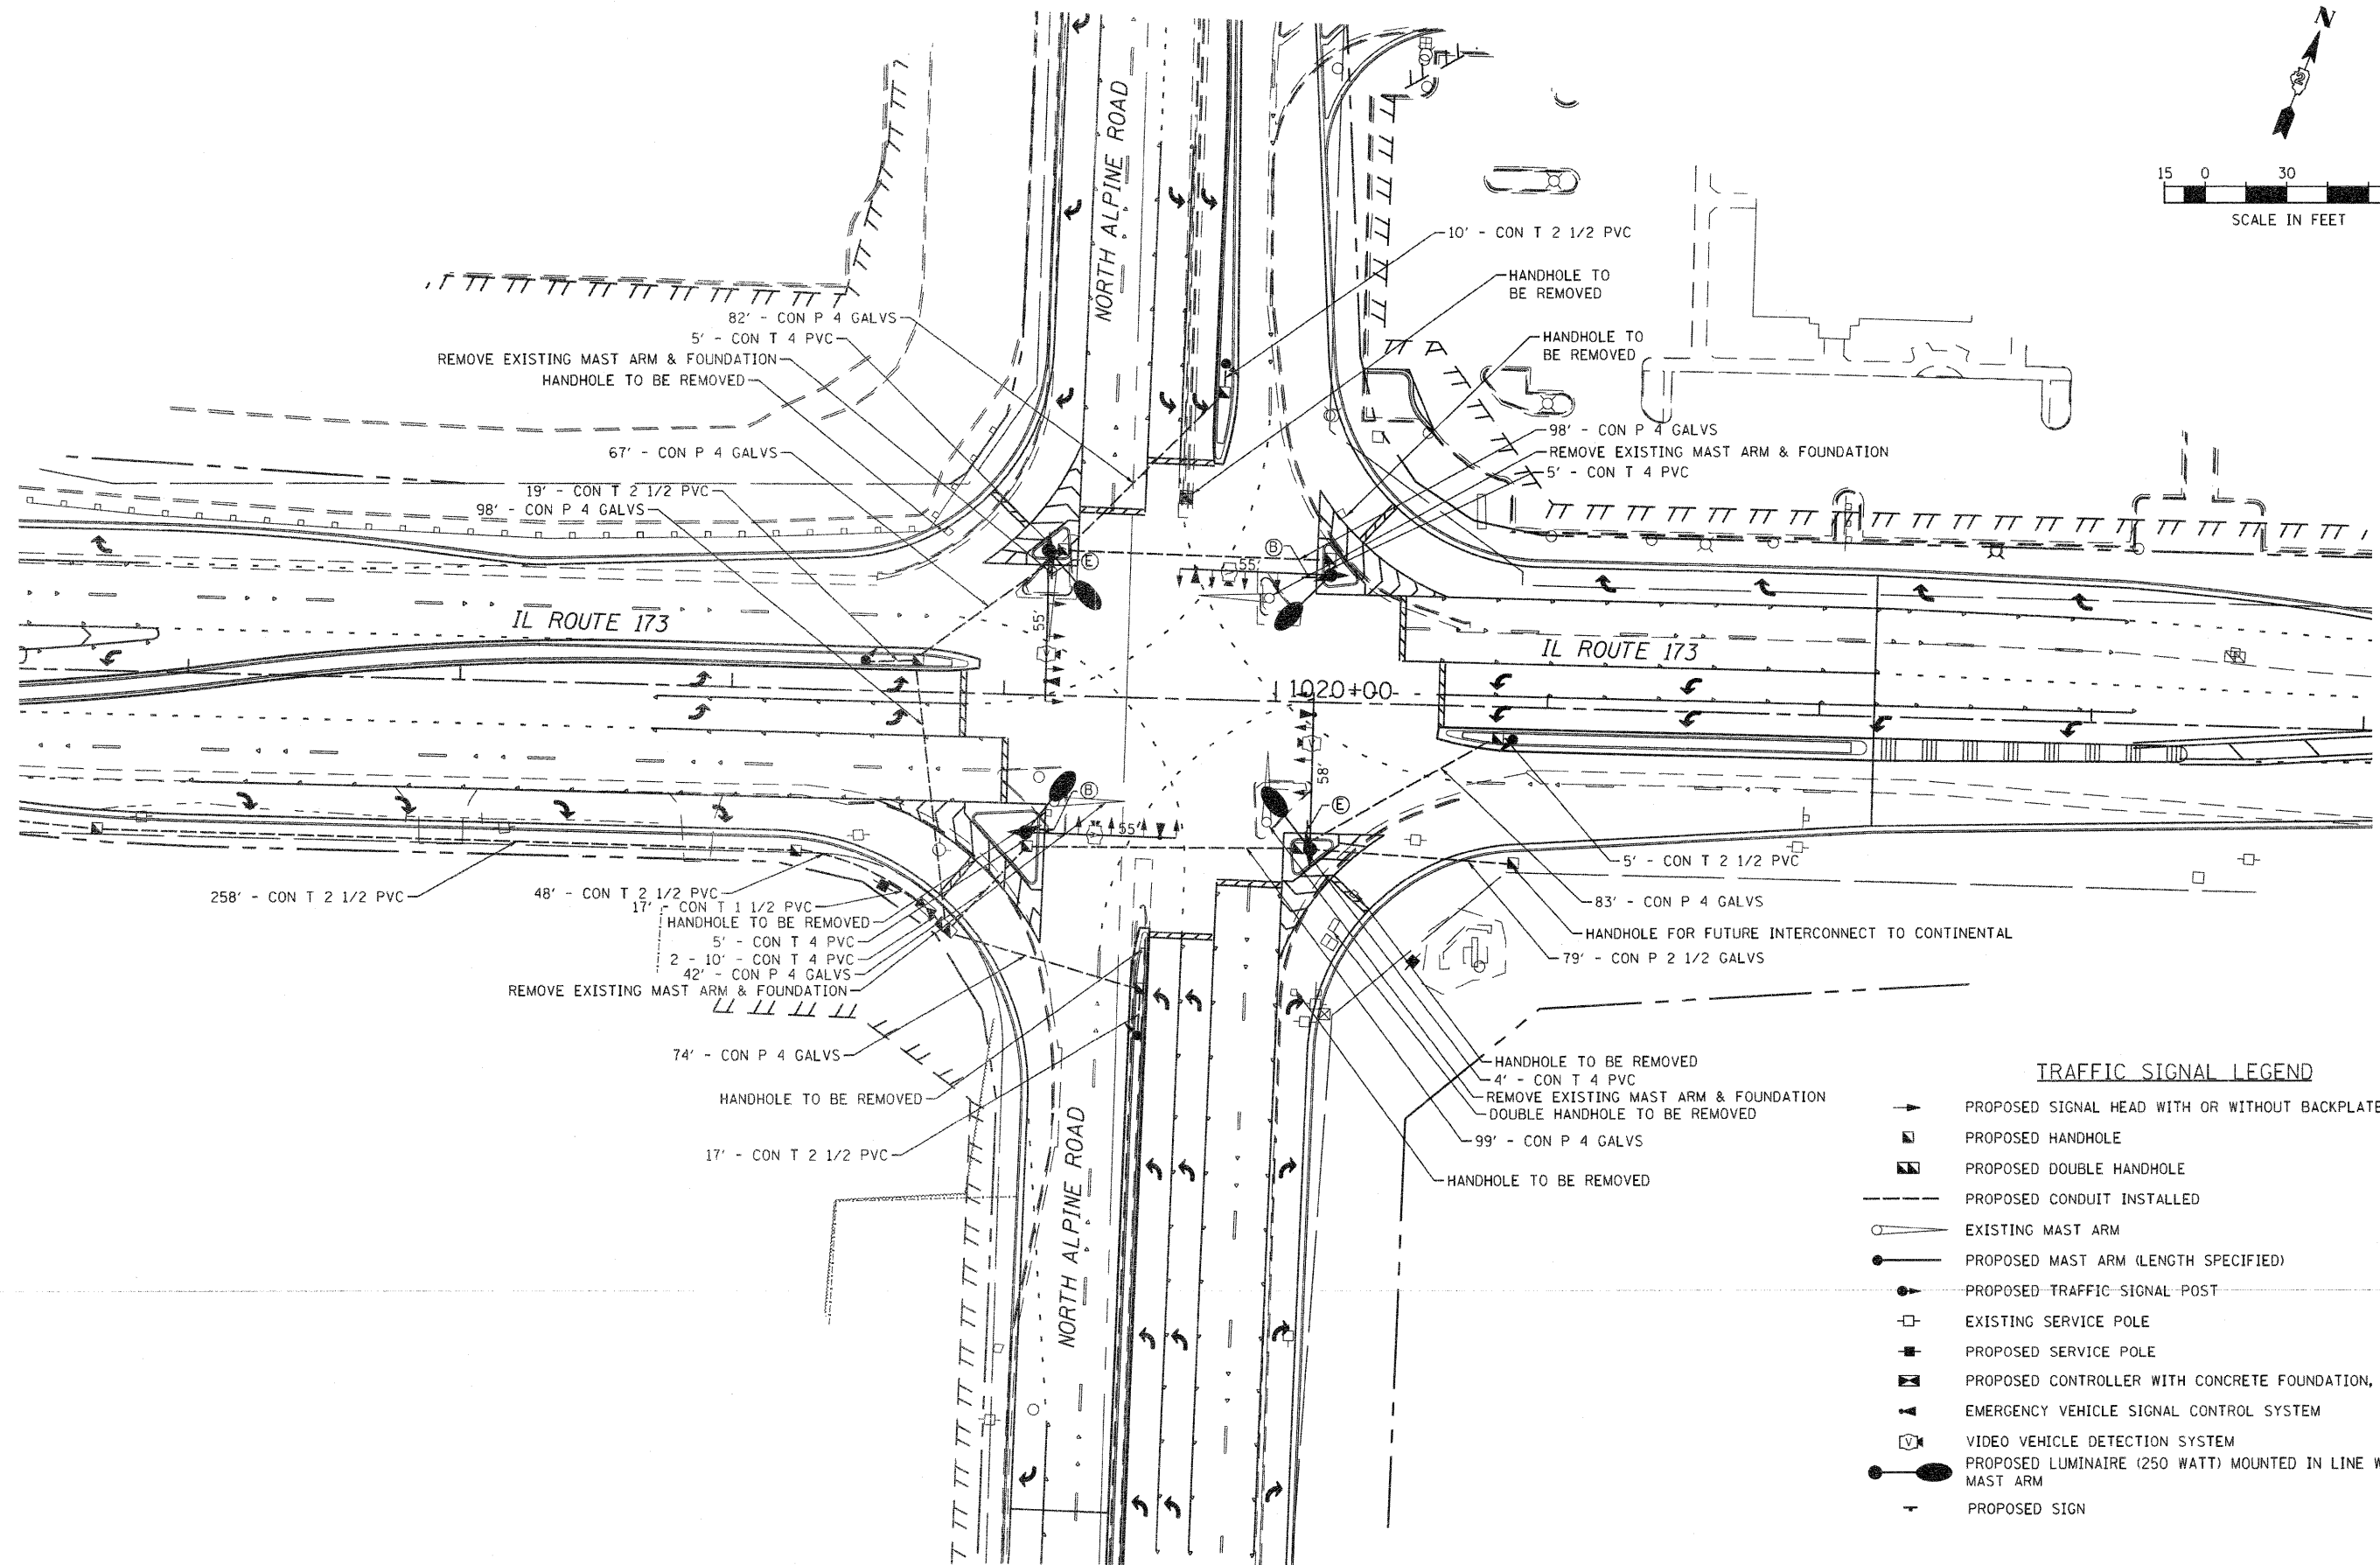 N
2
15 0 30
SCALE IN FEET
NORTH ALPINE ROAD
10' - CON T 2 1/2 PVC
HANDHOLE TO
BE REMOVED
82' - CON P 4 GALVS
5' - CON T 4 PVC
REMOVE EXISTING MAST ARM & FOUNDATION
HANDHOLE TO BE REMOVED
HANDHOLE TO
BE REMOVED
67' - CON P 4 GALVS
98' - CON P 4 GALVS
REMOVE EXISTING MAST ARM & FOUNDATION
5' - CON T 4 PVC
19' - CON T 2 1/2 PVC
98' - CON P 4 GALVS
E
B
55'
V
55'
V
IL ROUTE 173
IL ROUTE 173
1020+00
V
58'
B
E
55'
V
5' - CON T 2 1/2 PVC
258' - CON T 2 1/2 PVC
48' - CON T 2 1/2 PVC
17' - CON T 1 1/2 PVC
HANDHOLE TO BE REMOVED
5' - CON T 4 PVC
2 - 10' - CON T 4 PVC
42' - CON P 4 GALVS
REMOVE EXISTING MAST ARM & FOUNDATION
83' - CON P 4 GALVS
HANDHOLE FOR FUTURE INTERCONNECT TO CONTINENTAL
79' - CON P 2 1/2 GALVS
74' - CON P 4 GALVS
HANDHOLE TO BE REMOVED
17' - CON T 2 1/2 PVC
NORTH ALPINE ROAD
HANDHOLE TO BE REMOVED
4' - CON T 4 PVC
REMOVE EXISTING MAST ARM & FOUNDATION
DOUBLE HANDHOLE TO BE REMOVED
99' - CON P 4 GALVS
HANDHOLE TO BE REMOVED
TRAFFIC SIGNAL LEGEND
PROPOSED SIGNAL HEAD WITH OR WITHOUT BACKPLATE
PROPOSED HANDHOLE
PROPOSED DOUBLE HANDHOLE
PROPOSED CONDUIT INSTALLED
EXISTING MAST ARM
PROPOSED MAST ARM (LENGTH SPECIFIED)
PROPOSED TRAFFIC SIGNAL POST
EXISTING SERVICE POLE
PROPOSED SERVICE POLE
PROPOSED CONTROLLER WITH CONCRETE FOUNDATION,
EMERGENCY VEHICLE SIGNAL CONTROL SYSTEM
V VIDEO VEHICLE DETECTION SYSTEM
PROPOSED LUMINAIRE (250 WATT) MOUNTED IN LINE
MAST ARM
PROPOSED SIGN